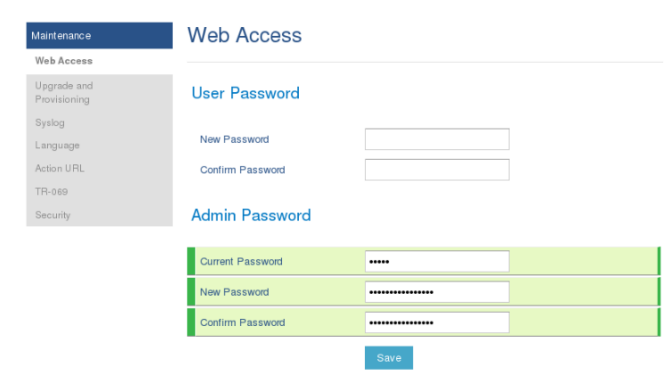 Maintenance
Web Access
Upgrade and
Provisioning
Syslog
Language
Action URL
TR-069
Security
Web Access
User Password
New Password
Confirm Password
Admin Password
Current Password •••••
New Password ••••••••••••••••
Confirm Password ••••••••••••••••
Save